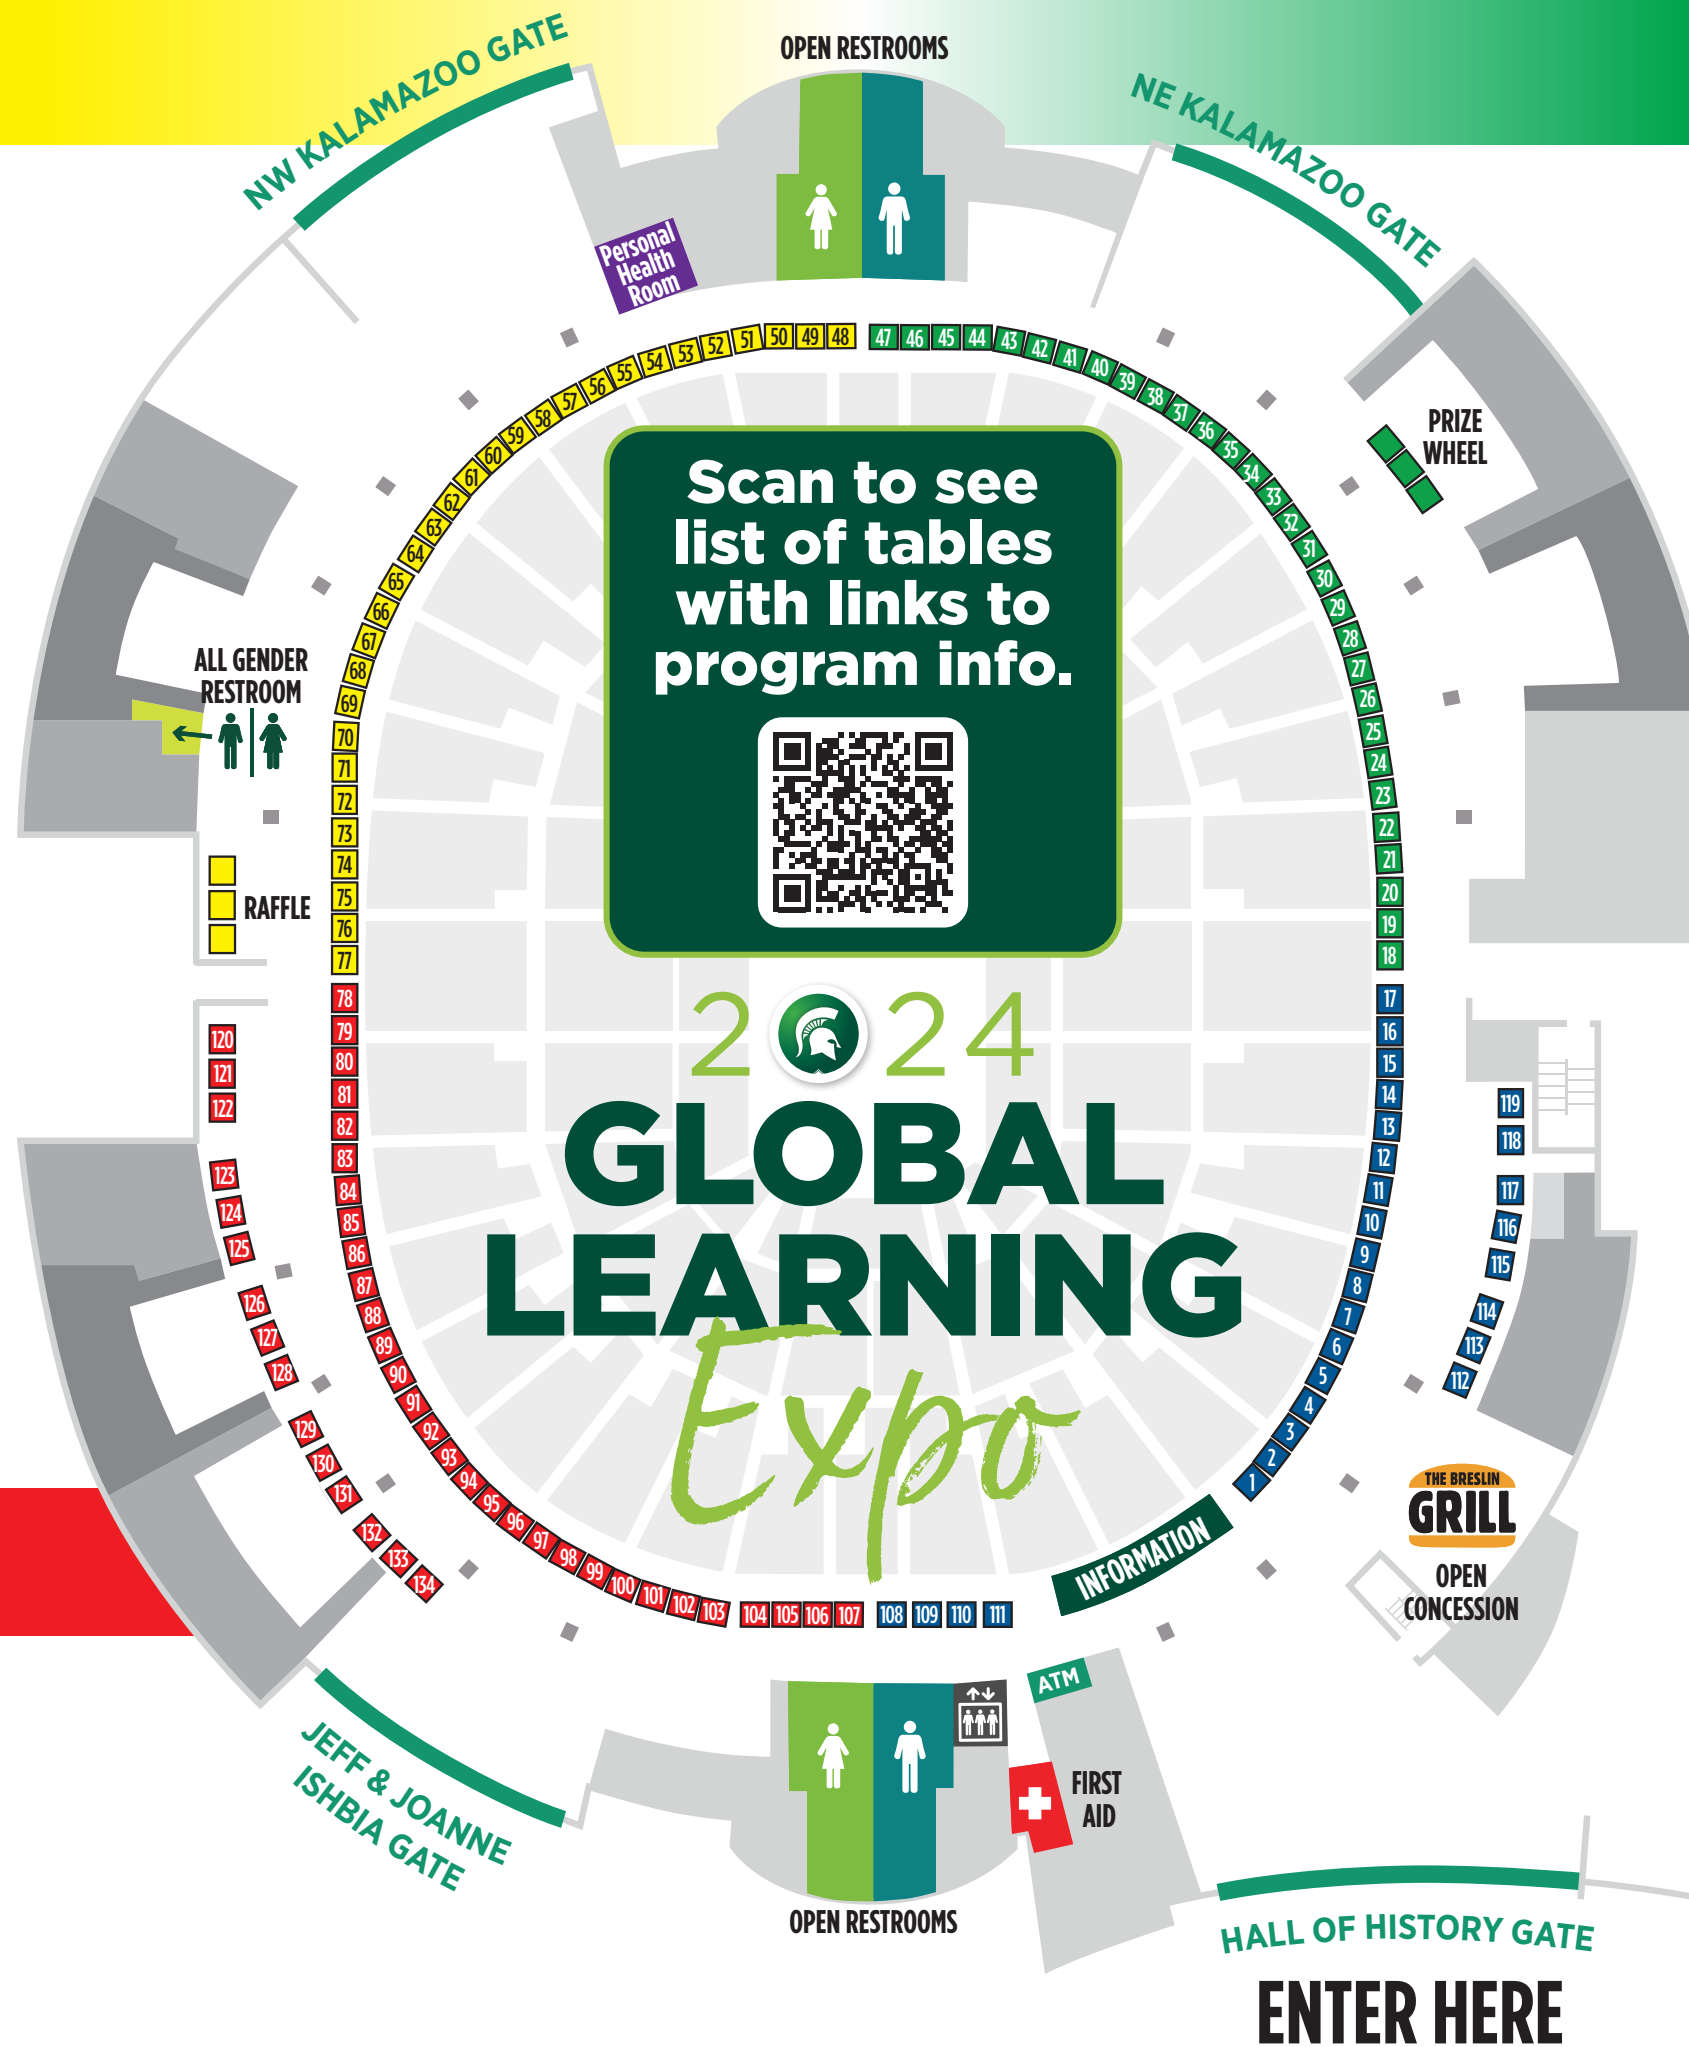 NW KALAMAZOO GATE
OPEN RESTROOMS
NE KALAMAZOO GATE
Personal
Health
Room
51 50 49 48 47 46 45 44 43
52 42
53 41
54 40
55 39
56 38
57 37
58 36
59 35
60 34
61 33
62 32
63 31
64 30
65 29
66 28
67 27
68 26
69 25
70 24
71 23
72 22
73 21
74 20
75 19
76 18
77
PRIZE
WHEEL
Scan to see
list of tables
with links to
program info.
ALL GENDER
RESTROOM
RAFFLE
2024
GLOBAL
LEARNING
Expo
78 17
79 16
80 15
81 14
82 13
83 12
84 11
85 10
86 9
87 8
88 7
89 6
90 5
91 4
92 3
93 2
94 1
95
96
97
98
99
100
101
102
103 104 105 106 107 108 109 110 111
120
121
122
123
124
125
126
127
128
129
130
131
132
133
134
119
118
117
116
115
114
113
112
INFORMATION
THE BRESLIN
GRILL
OPEN
CONCESSION
ATM
FIRST
AID
JEFF & JOANNE
ISHBIA GATE
OPEN RESTROOMS
HALL OF HISTORY GATE
ENTER HERE